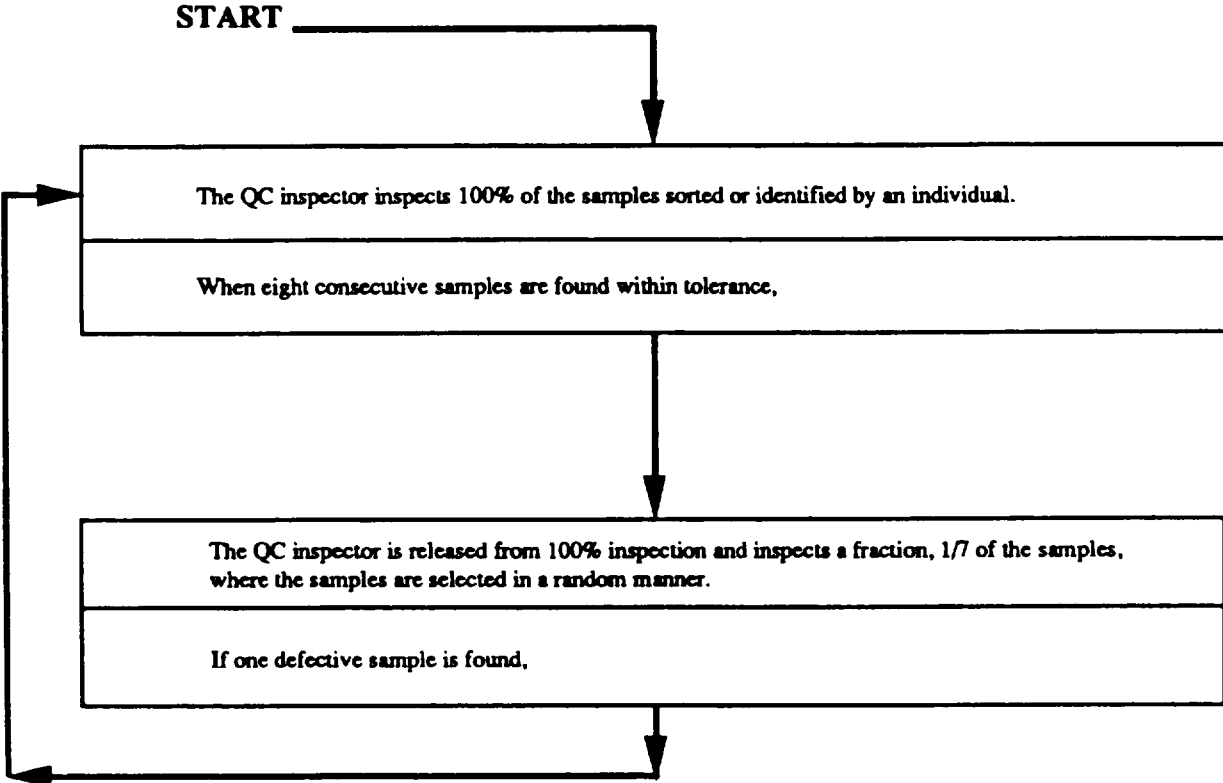 START
The QC inspector inspects 100% of the samples sorted or identified by an individual.
When eight consecutive samples are found within tolerance,
The QC inspector is released from 100% inspection and inspects a fraction, 1/7 of the samples,
where the samples are selected in a random manner.
If one defective sample is found,